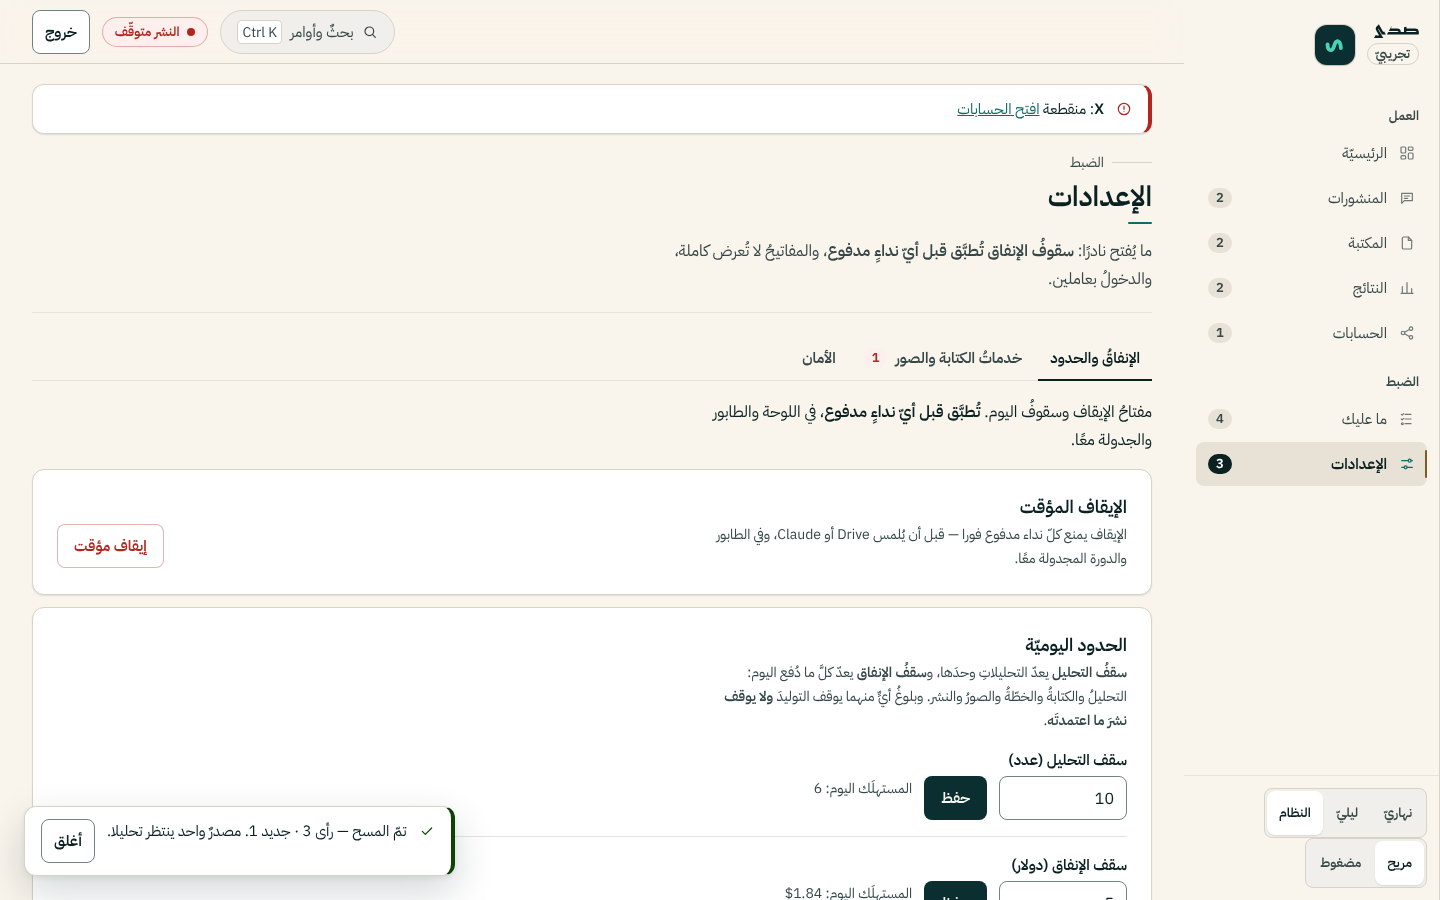 صدى
تجريبيّ
العمل
الرئيسيّة
المنشورات 2
المكتبة 2
النتائج 2
الحسابات 1
الضبط
ما عليك 4
الإعدادات 3
نهاريّ ليليّ النظام
مريح مضغوط
بحثٌ وأوامر Ctrl K
النشر متوقّف
خروج
X: منقطعة افتح الحسابات
الضبط
الإعدادات
ما يُفتح نادرًا: سقوفُ الإنفاق تُطبَّق قبل أيّ نداءٍ مدفوع، والمفاتيحُ لا تُعرض كاملة،
والدخولُ بعاملين.
الإنفاقُ والحدود
خدماتُ الكتابة والصور 1
الأمان
مفتاحُ الإيقاف وسقوفُ اليوم. تُطبَّق قبل أيّ نداءٍ مدفوع، في اللوحة والطابور
والجدولة معًا.
الإيقاف المؤقت
الإيقاف يمنع كلّ نداء مدفوع فورا — قبل أن يُلمس Drive أو Claude، وفي الطابور
والدورة المجدولة معًا.
إيقاف مؤقت
الحدود اليوميّة
سقفُ التحليل يعدّ التحليلاتِ وحدَها، وسقفُ الإنفاق يعدّ كلَّ ما دُفع اليوم:
التحليلُ والكتابةُ والخطّةُ والصورُ والنشر. وبلوغُ أيٍّ منهما يوقف التوليدَ ولا يوقف
نشرَ ما اعتمدتَه.
سقف التحليل (عدد)
10 حفظ المستهلَك اليوم: 6
سقف الإنفاق (دولار)
المستهلَك اليوم: 1.84$
تمّ المسح — رأى 3 · جديد 1. مصدرٌ واحد ينتظر تحليلا.
أغلق